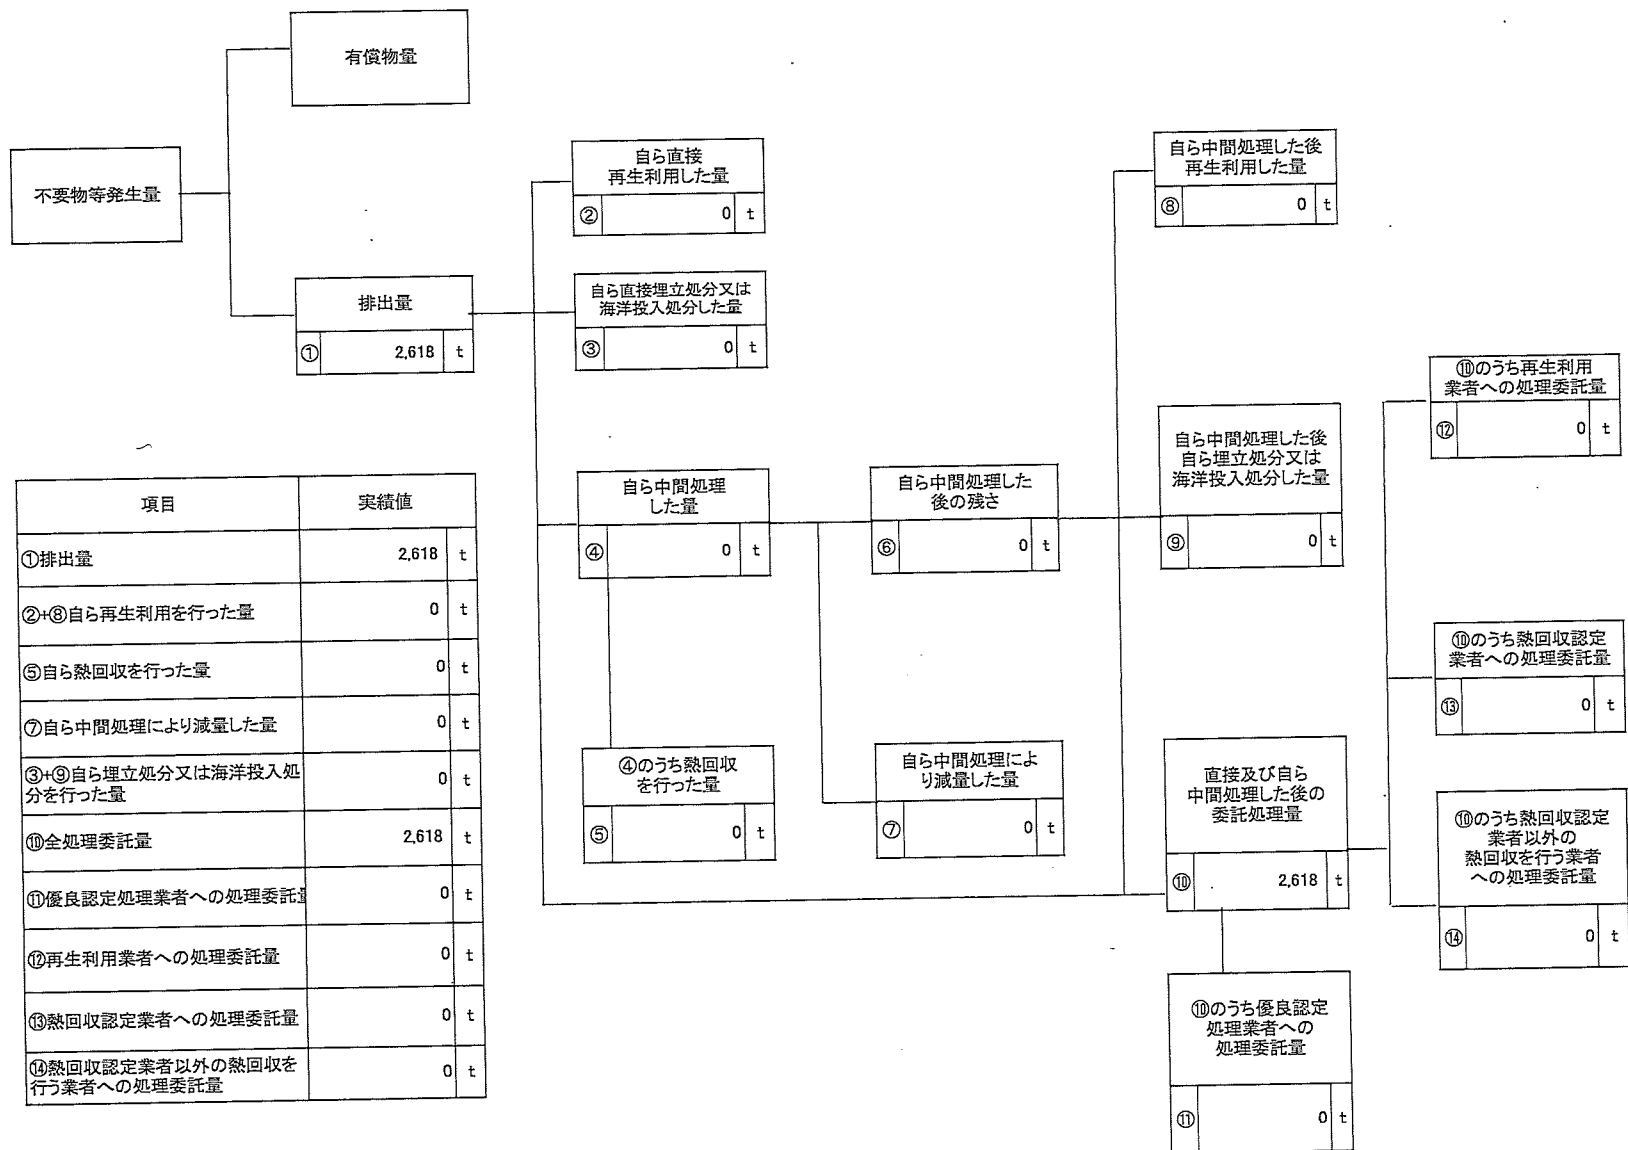 有償物量
不要物等発生量
排出量
① 2,618 t
自ら直接
再生利用した量
② 0 t
自ら直接埋立処分又は
海洋投入処分した量
③ 0 t
自ら中間処理
した量
④ 0 t
④のうち熱回収
を行った量
⑤ 0 t
自ら中間処理した
後の残さ
⑥ 0 t
自ら中間処理によ
り減量した量
⑦ 0 t
自ら中間処理した後
再生利用した量
⑧ 0 t
自ら中間処理した後
自ら埋立処分又は
海洋投入処分した量
⑨ 0 t
直接及び自ら
中間処理した後の
委託処理量
⑩ 2,618 t
⑩のうち優良認定
処理業者への
処理委託量
⑪ 0 t
⑩のうち再生利用
業者への処理委託量
⑫ 0 t
⑩のうち熱回収認定
業者への処理委託量
⑬ 0 t
⑩のうち熱回収認定
業者以外の
熱回収を行う業者
への処理委託量
⑭ 0 t
項目 実績値
①排出量 2,618 t
②+⑧自ら再生利用を行った量 0 t
⑤自ら熱回収を行った量 0 t
⑦自ら中間処理により減量した量 0 t
③+⑨自ら埋立処分又は海洋投入処
分を行った量 0 t
⑩全処理委託量 2,618 t
⑪優良認定処理業者への処理委託量 0 t
⑫再生利用業者への処理委託量 0 t
⑬熱回収認定業者への処理委託量 0 t
⑭熱回収認定業者以外の熱回収を
行う業者への処理委託量 0 t